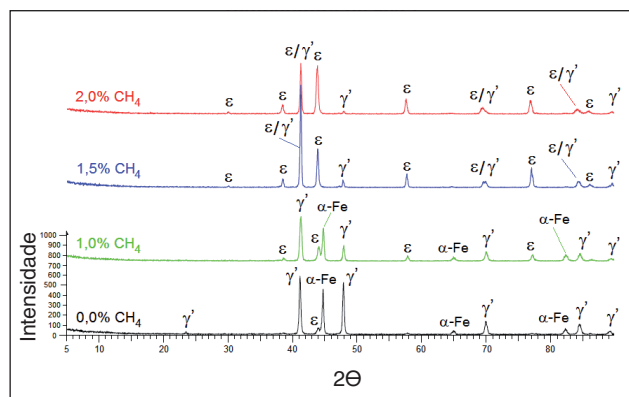 ε/γ’ ε
2,0% CH4 ε ε γ’ ε ε/γ’ ε ε/γ’ ε γ’
1,5% CH4 ε ε ε/γ’ ε γ’ ε ε/γ’ ε ε/γ’ ε γ’
1,0% CH4 ε γ’ ε α-Fe γ’ ε α-Fe γ’ ε α-Fe γ’ γ’
0,0% CH4 γ’ γ’ ε α-Fe γ’ α-Fe γ’ α-Fe γ’ γ’
Intensidade
1000
900
800
700
600
500
400
300
200
100
0
5 10 20 30 40 50 60 70 80 90
2Θ